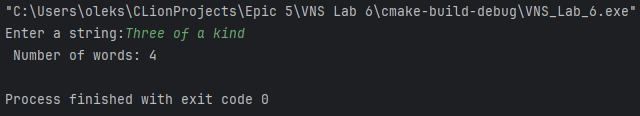 "C:\Users\oleks\CLionProjects\Epic 5\VNS Lab 6\cmake-build-debug\VNS_Lab_6.exe"
Enter a string:Three of a kind
 Number of words: 4
Process finished with exit code 0